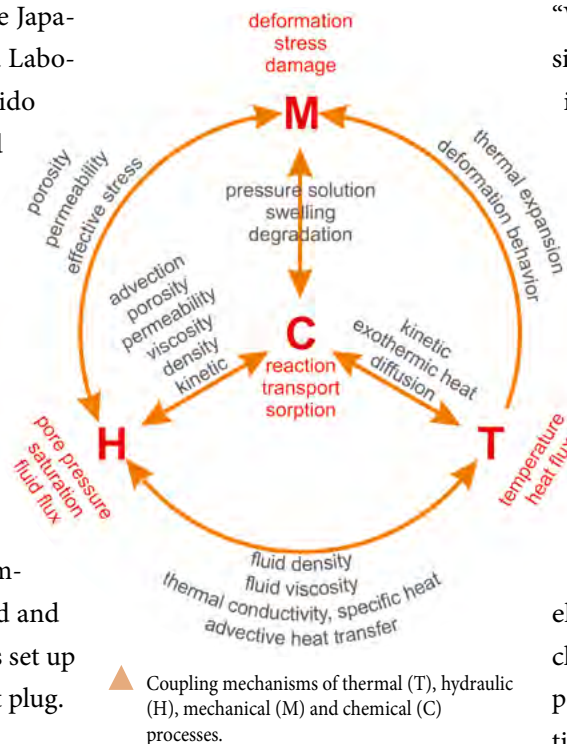 e Japa-
Labo-
ido
deformation
stress
damage
M
porosity
permeability
effective stress
thermal expansion
deformation behavior
pressure solution
swelling
degradation
advection
porosity
permeability
viscosity
density
kinetic
C
reaction
transport
sorption
kinetic
exothermic heat
diffusion
H
pore pressure
saturation
fluid flux
T
temperature
heat flux
fluid density
fluid viscosity
thermal conductivity, specific heat
advective heat transfer
m-
d and
s set up
t plug.
Coupling mechanisms of thermal (T), hydraulic
(H), mechanical (M) and chemical (C)
processes.
si
i
el
cl
p
ti